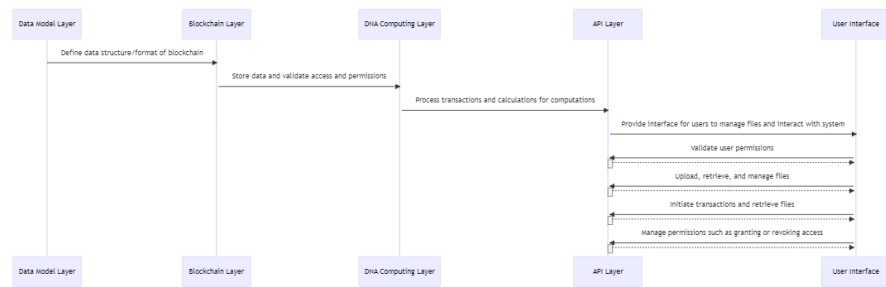 Data Model Layer
Blockchain Layer
DNA Computing Layer
API Layer
User Interface
Define data structure/format of blockchain
Store data and validate access and permissions
Process transactions and calculations for computations
Provide interface for users to manage files and interact with system
Validate user permissions
Upload, retrieve, and manage files
Initiate transactions and retrieve files
Manage permissions such as granting or revoking access
Data Model Layer
Blockchain Layer
DNA Computing Layer
API Layer
User Interface